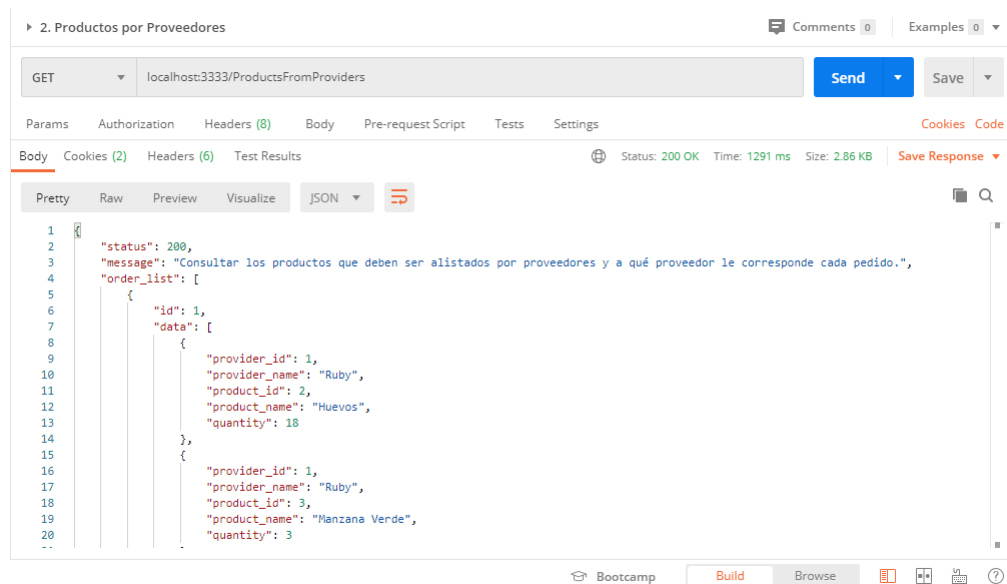 2. Productos por Proveedores Comments 0 Examples 0
GET localhost:3333/ProductsFromProviders Send Save
Params Authorization Headers (8) Body Pre-request Script Tests Settings Cookies Code
Body Cookies (2) Headers (6) Test Results Status: 200 OK Time: 1291 ms Size: 2.86 KB Save Response
Pretty Raw Preview Visualize JSON
1 {
2 "status": 200,
3 "message": "Consultar los productos que deben ser alistados por proveedores y a qué proveedor le corresponde cada pedido.",
4 "order_list": [
5 {
6 "id": 1,
7 "data": [
8 {
9 "provider_id": 1,
10 "provider_name": "Ruby",
11 "product_id": 2,
12 "product_name": "Huevos",
13 "quantity": 18
14 },
15 {
16 "provider_id": 1,
17 "provider_name": "Ruby",
18 "product_id": 3,
19 "product_name": "Manzana Verde",
20 "quantity": 3
Bootcamp Build Browse